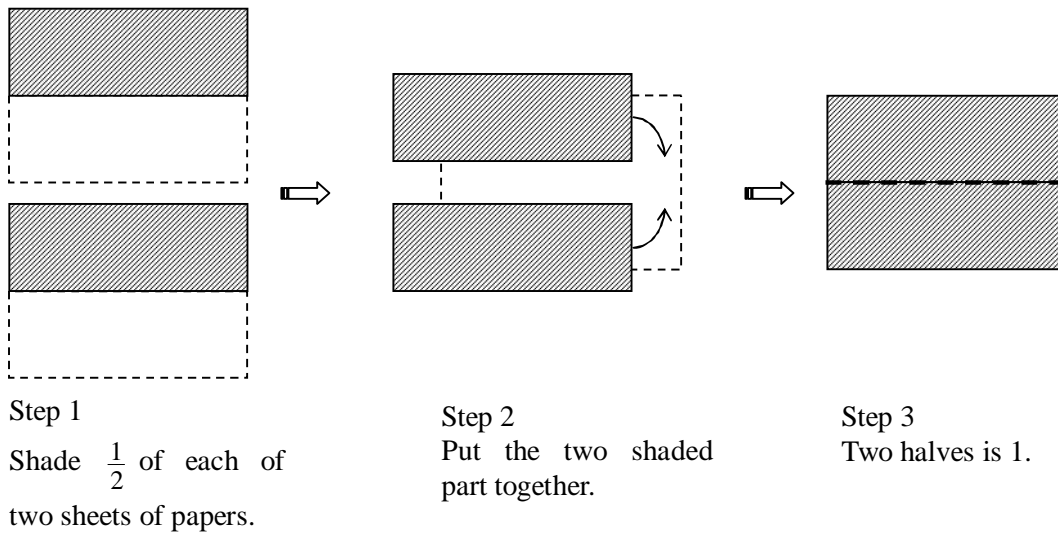 Step 1
Shade 1/2 of each of
two sheets of papers.
Step 2
Put the two shaded
part together.
Step 3
Two halves is 1.